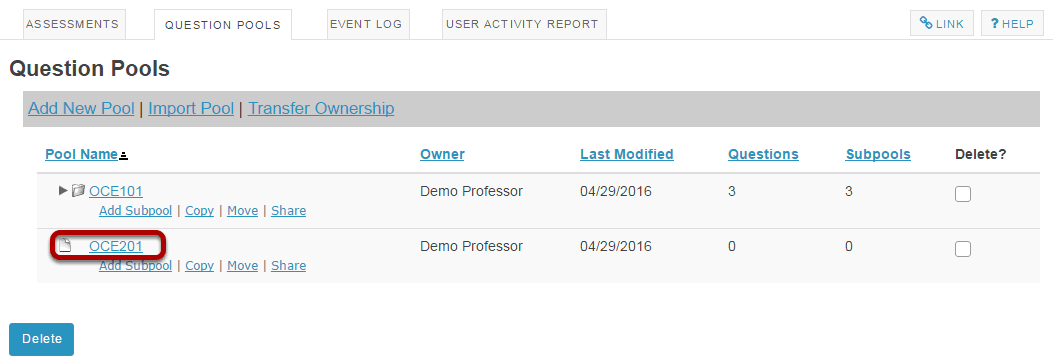 ASSESSMENTS QUESTION POOLS EVENT LOG USER ACTIVITY REPORT LINK ? HELP
Question Pools
Add New Pool | Import Pool | Transfer Ownership
Pool Name Owner Last Modified Questions Subpools Delete?
OCE101 Demo Professor 04/29/2016 3 3
Add Subpool | Copy | Move | Share
OCE201 Demo Professor 04/29/2016 0 0
Add Subpool | Copy | Move | Share
Delete